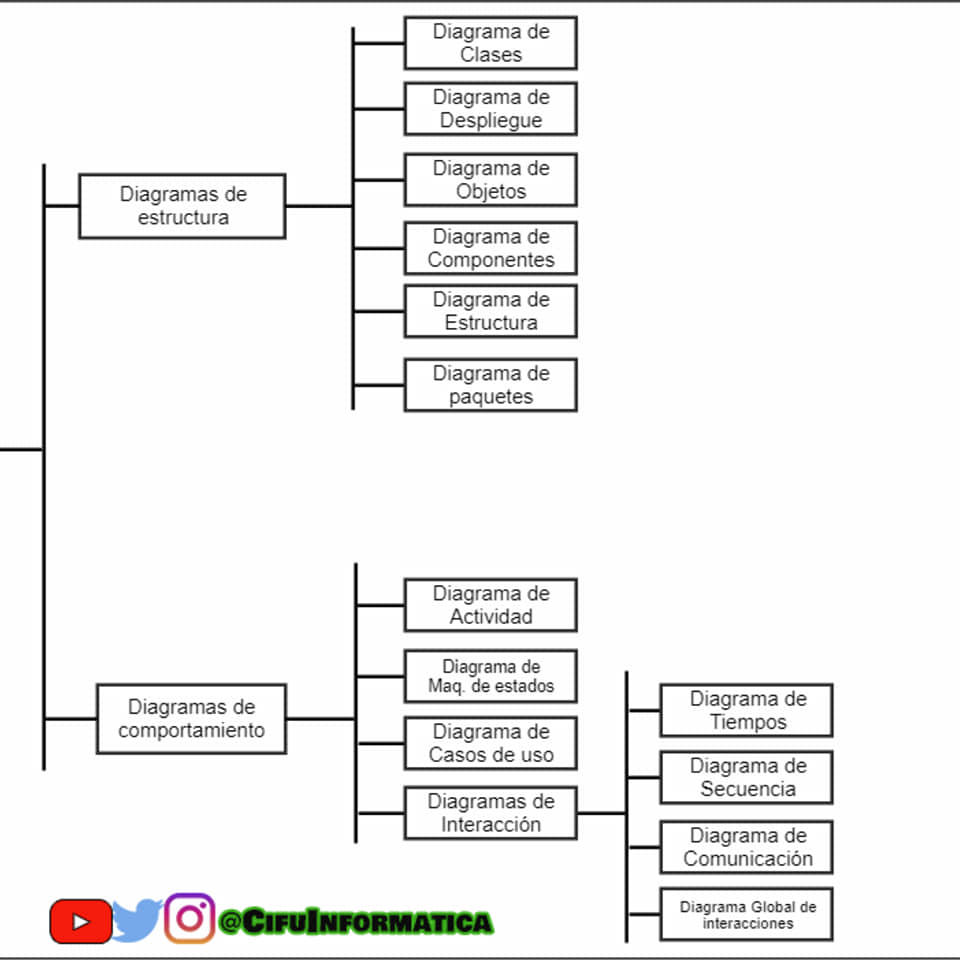 Diagramas de
estructura
Diagrama de
Clases
Diagrama de
Despliegue
Diagrama de
Objetos
Diagrama de
Componentes
Diagrama de
Estructura
Diagrama de
paquetes
Diagramas de
comportamiento
Diagrama de
Actividad
Diagrama de
Maq. de estados
Diagrama de
Casos de uso
Diagramas de
Interacción
Diagrama de
Tiempos
Diagrama de
Secuencia
Diagrama de
Comunicación
Diagrama Global de
interacciones
@CifuInformatica